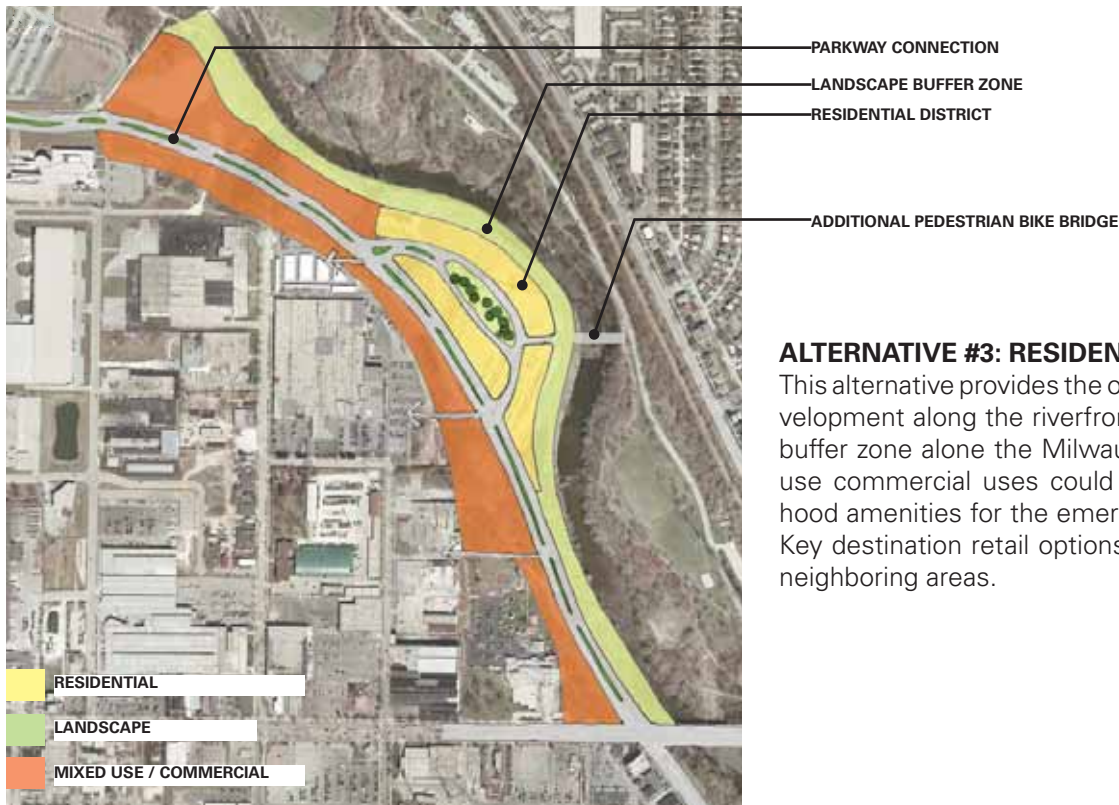 PARKWAY CONNECTION
LANDSCAPE BUFFER ZONE
RESIDENTIAL DISTRICT
ADDITIONAL PEDESTRIAN BIKE BRIDGE
ALTERNATIVE #3: RESIDEN
This alternative provides the o
velopment along the riverfron
buffer zone alone the Milwau
use commercial uses could
hood amenities for the emer
Key destination retail options
neighboring areas.
RESIDENTIAL
LANDSCAPE
MIXED USE / COMMERCIAL